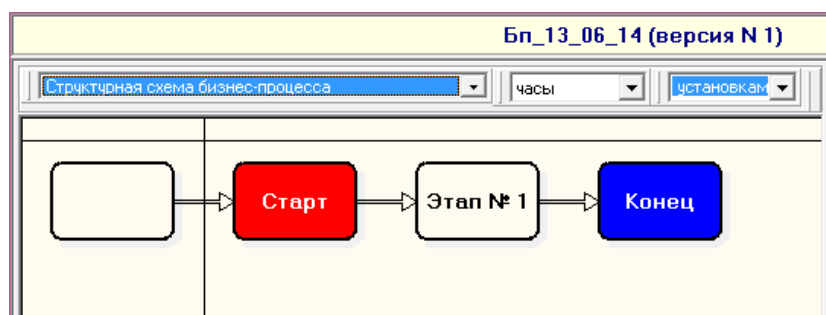 Бп_13_06_14 (версия N 1)
Структурная схема бизнес-процесса часы установкам
Старт Этап № 1 Конец